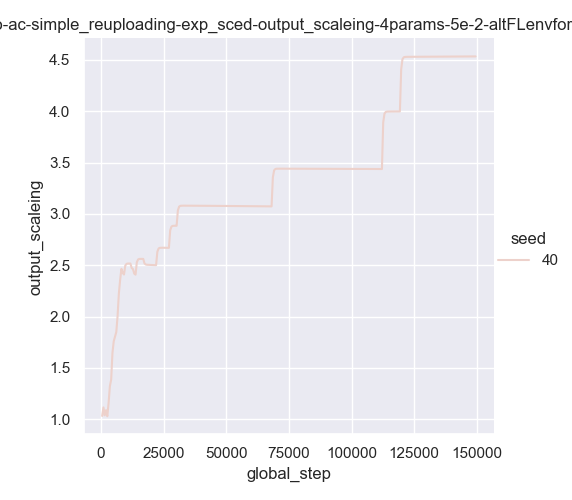 o-ac-simple_reuploading-exp_sced-output_scaleing-4params-5e-2-altFLenvfor
4.5
4.0
3.5
3.0
2.5
2.0
1.5
1.0
output_scaleing
seed
40
0 25000 50000 75000 100000 125000 150000
global_step